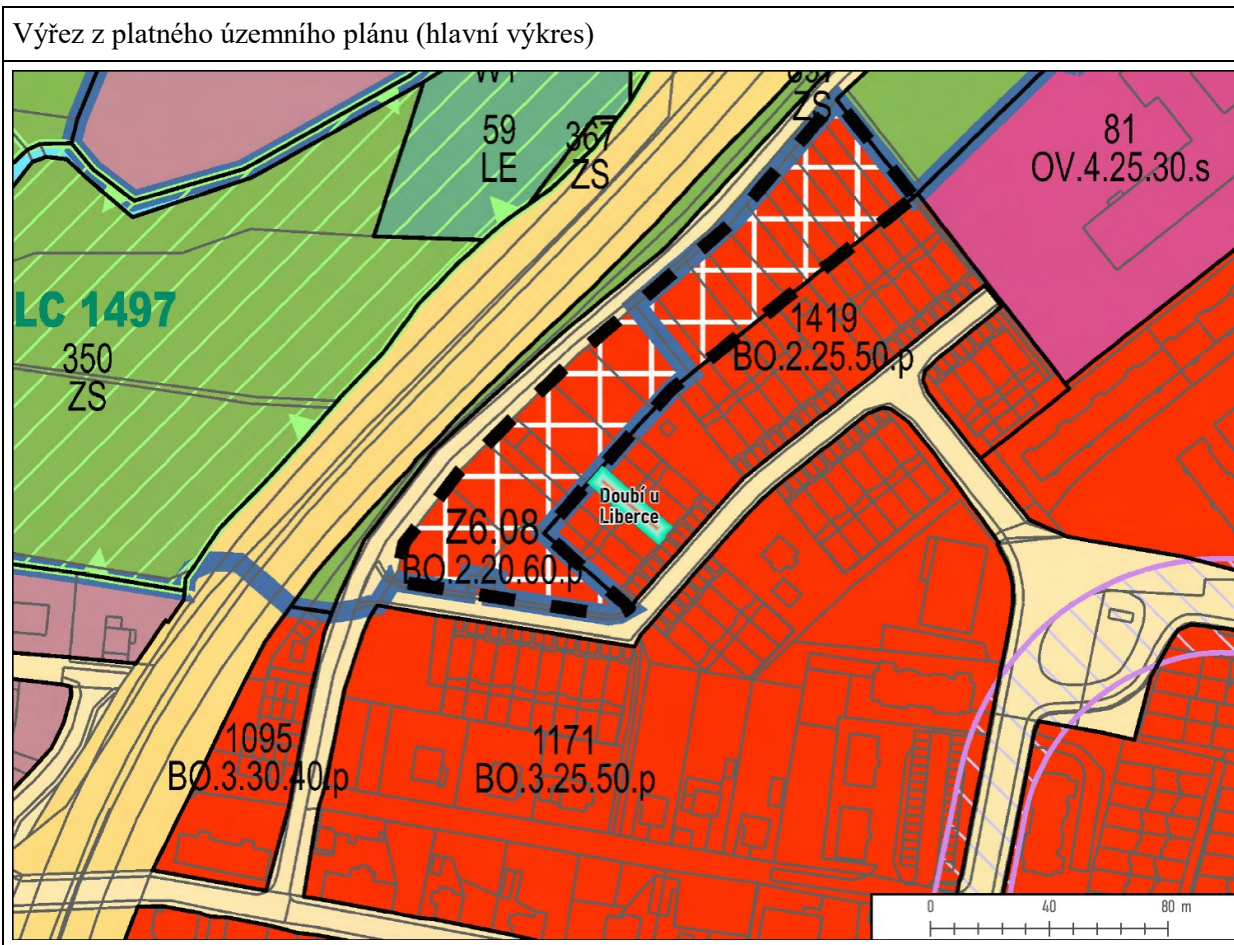 Výřez z platného územního plánu (hlavní výkres)
59
LE
367
ZS
ZS
81
OV.4.25.30.s
LC 1497
350
ZS
1419
BO.2.25.50.p
Doubí u
Liberce
Z6.08
BO.2.20.60.p
1095
BO.3.30.40.p
1171
BO.3.25.50.p
0 40 80 m